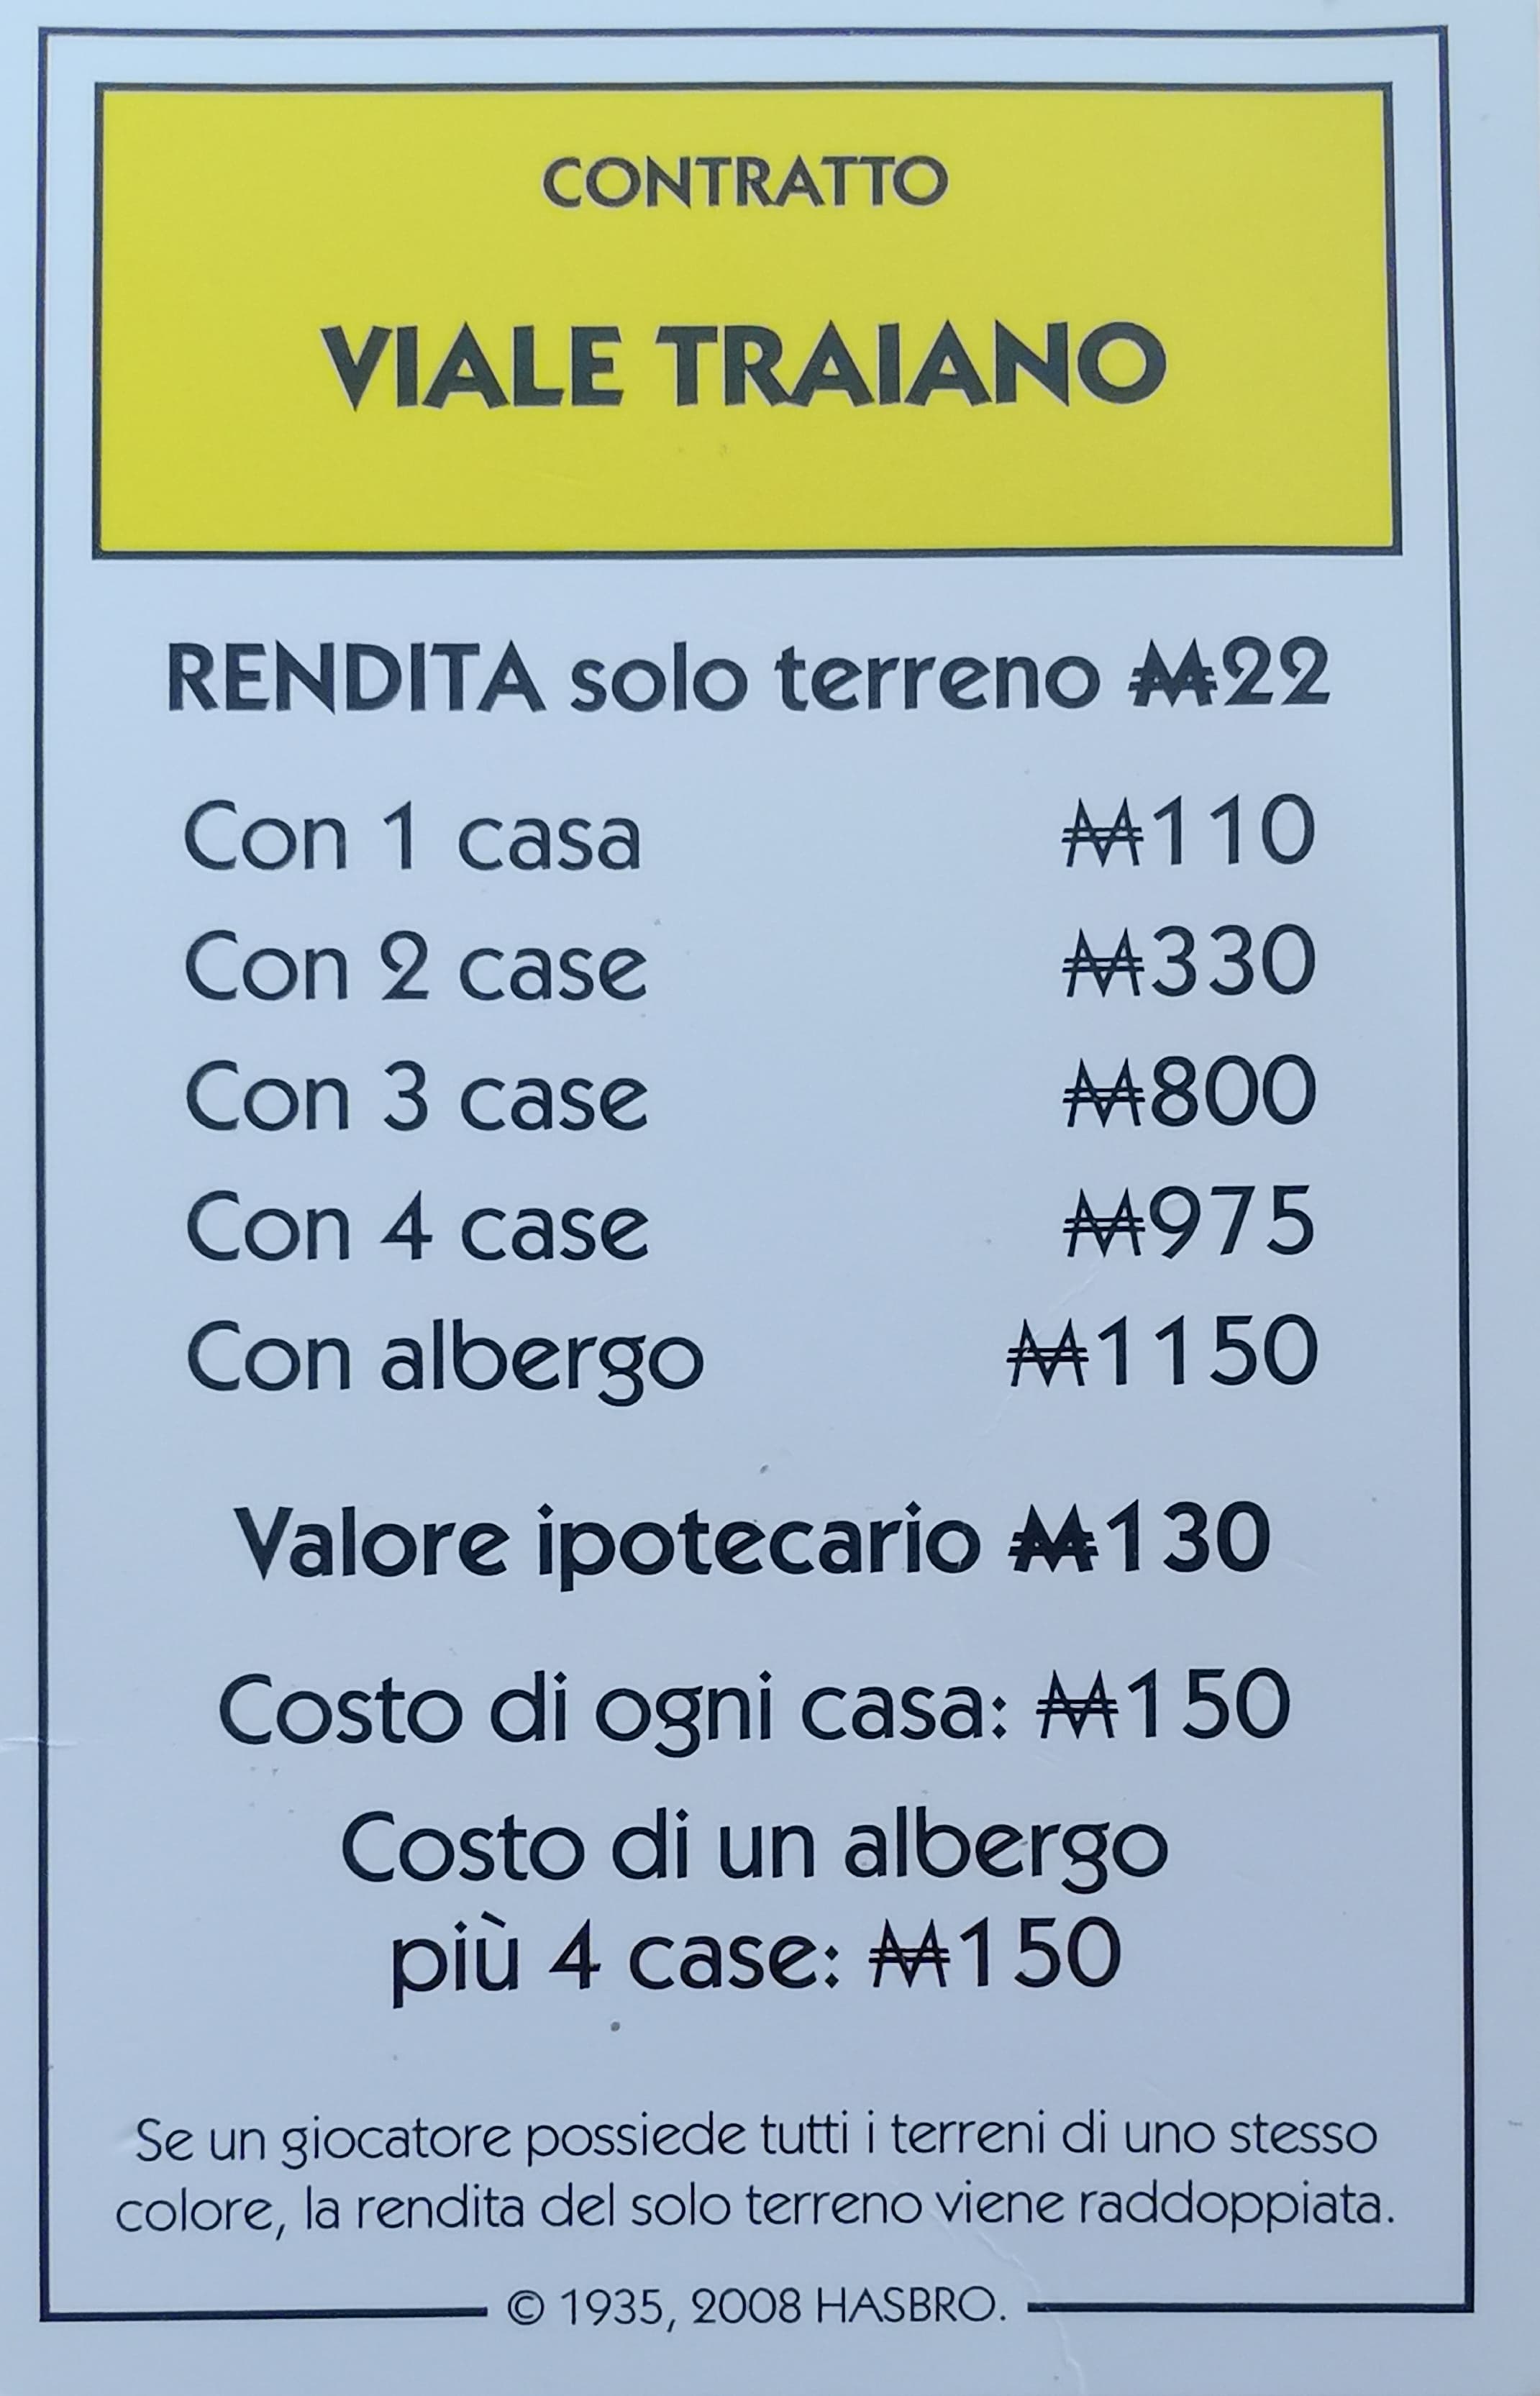 CONTRATTO
VIALE TRAIANO
RENDITA solo terreno ₳22
Con 1 casa ₳110
Con 2 case ₳330
Con 3 case ₳800
Con 4 case ₳975
Con albergo ₳1150
Valore ipotecario ₳130
Costo di ogni casa: ₳150
Costo di un albergo
più 4 case: ₳150
Se un giocatore possiede tutti i terreni di uno stesso
colore, la rendita del solo terreno viene raddoppiata.
© 1935, 2008 HASBRO.